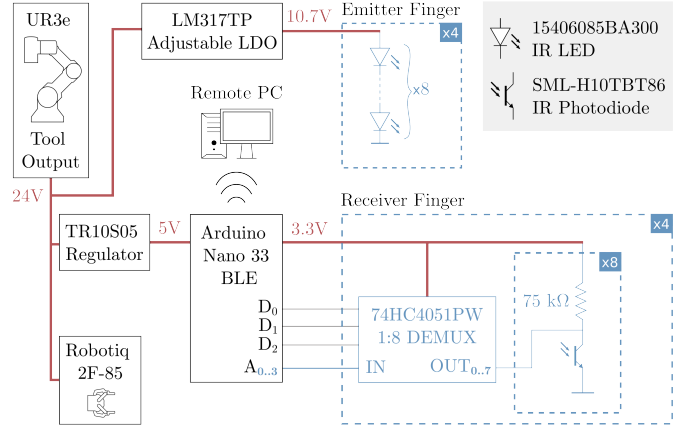 UR3e
Tool
Output
24V
LM317TP
Adjustable LDO
10.7V
Emitter Finger
x4
x8
15406085BA300
IR LED
SML-H10TBT86
IR Photodiode
Remote PC
TR10S05
Regulator
5V
Arduino
Nano 33
BLE
D₀
D₁
D₂
A₀..₃
3.3V
Receiver Finger
x4
74HC4051PW
1:8 DEMUX
IN
OUT₀..₇
x8
75 kΩ
Robotiq
2F-85